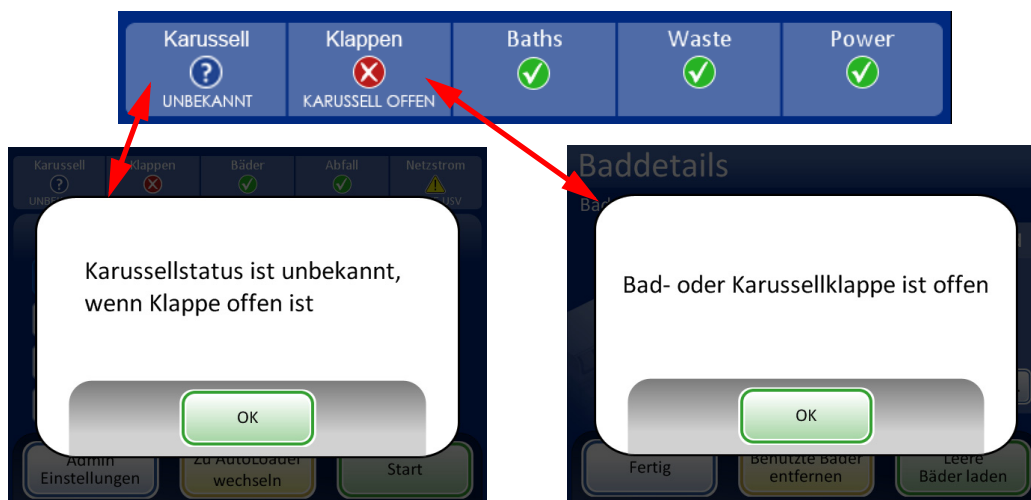 Karussell Klappen Baths Waste Power
UNBEKANNT KARUSSELL OFFEN
Karussell Klappen Bäder Abfall Netzstrom
USV
Karussellstatus ist unbekannt,
wenn Klappe offen ist
OK
Admin
Einstellungen
Zu AutoLoader
wechseln
Start
Baddetails
Bad- oder Karussellklappe ist offen
OK
Fertig
Benutzte Bäder
entfernen
Leere
Bäder laden